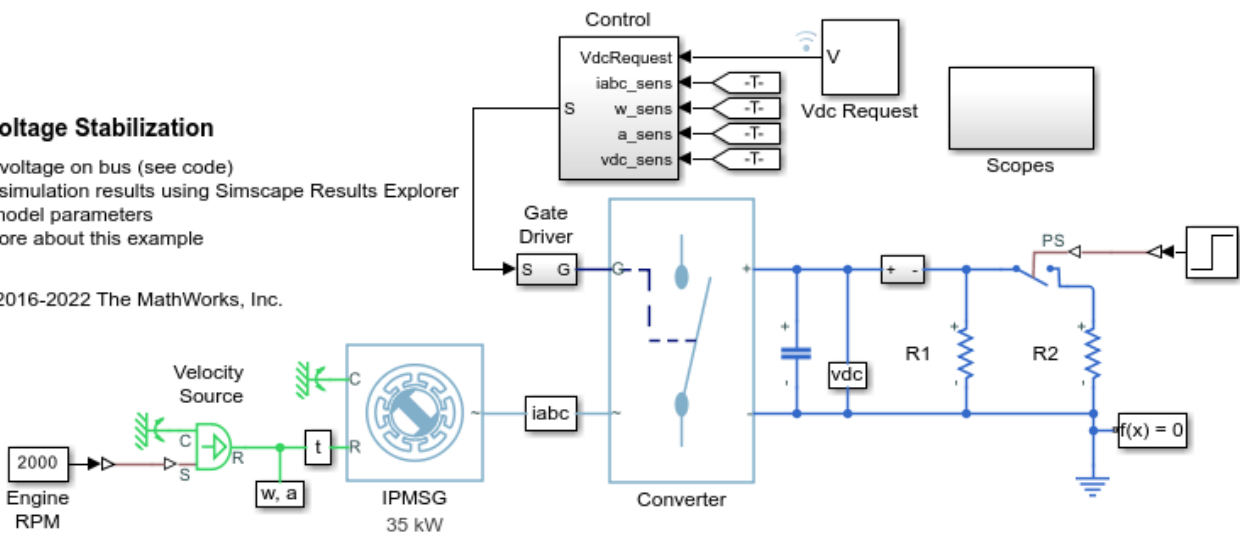 Control
VdcRequest
iabc_sens
w_sens
a_sens
vdc_sens
S
-T-
-T-
-T-
-T-
V
Vdc Request
Scopes
oltage Stabilization
voltage on bus (see code)
simulation results using Simscape Results Explorer
model parameters
ore about this example
2016-2022 The MathWorks, Inc.
Gate
Driver
S G
G
+
~
-
+ -
PS
+
-
vdc
R1
+
-
R2
+
-
f(x) = 0
Velocity
Source
C
R
S
2000
Engine
RPM
w, a
t
C
R
~
IPMSG
35 kW
iabc
Converter